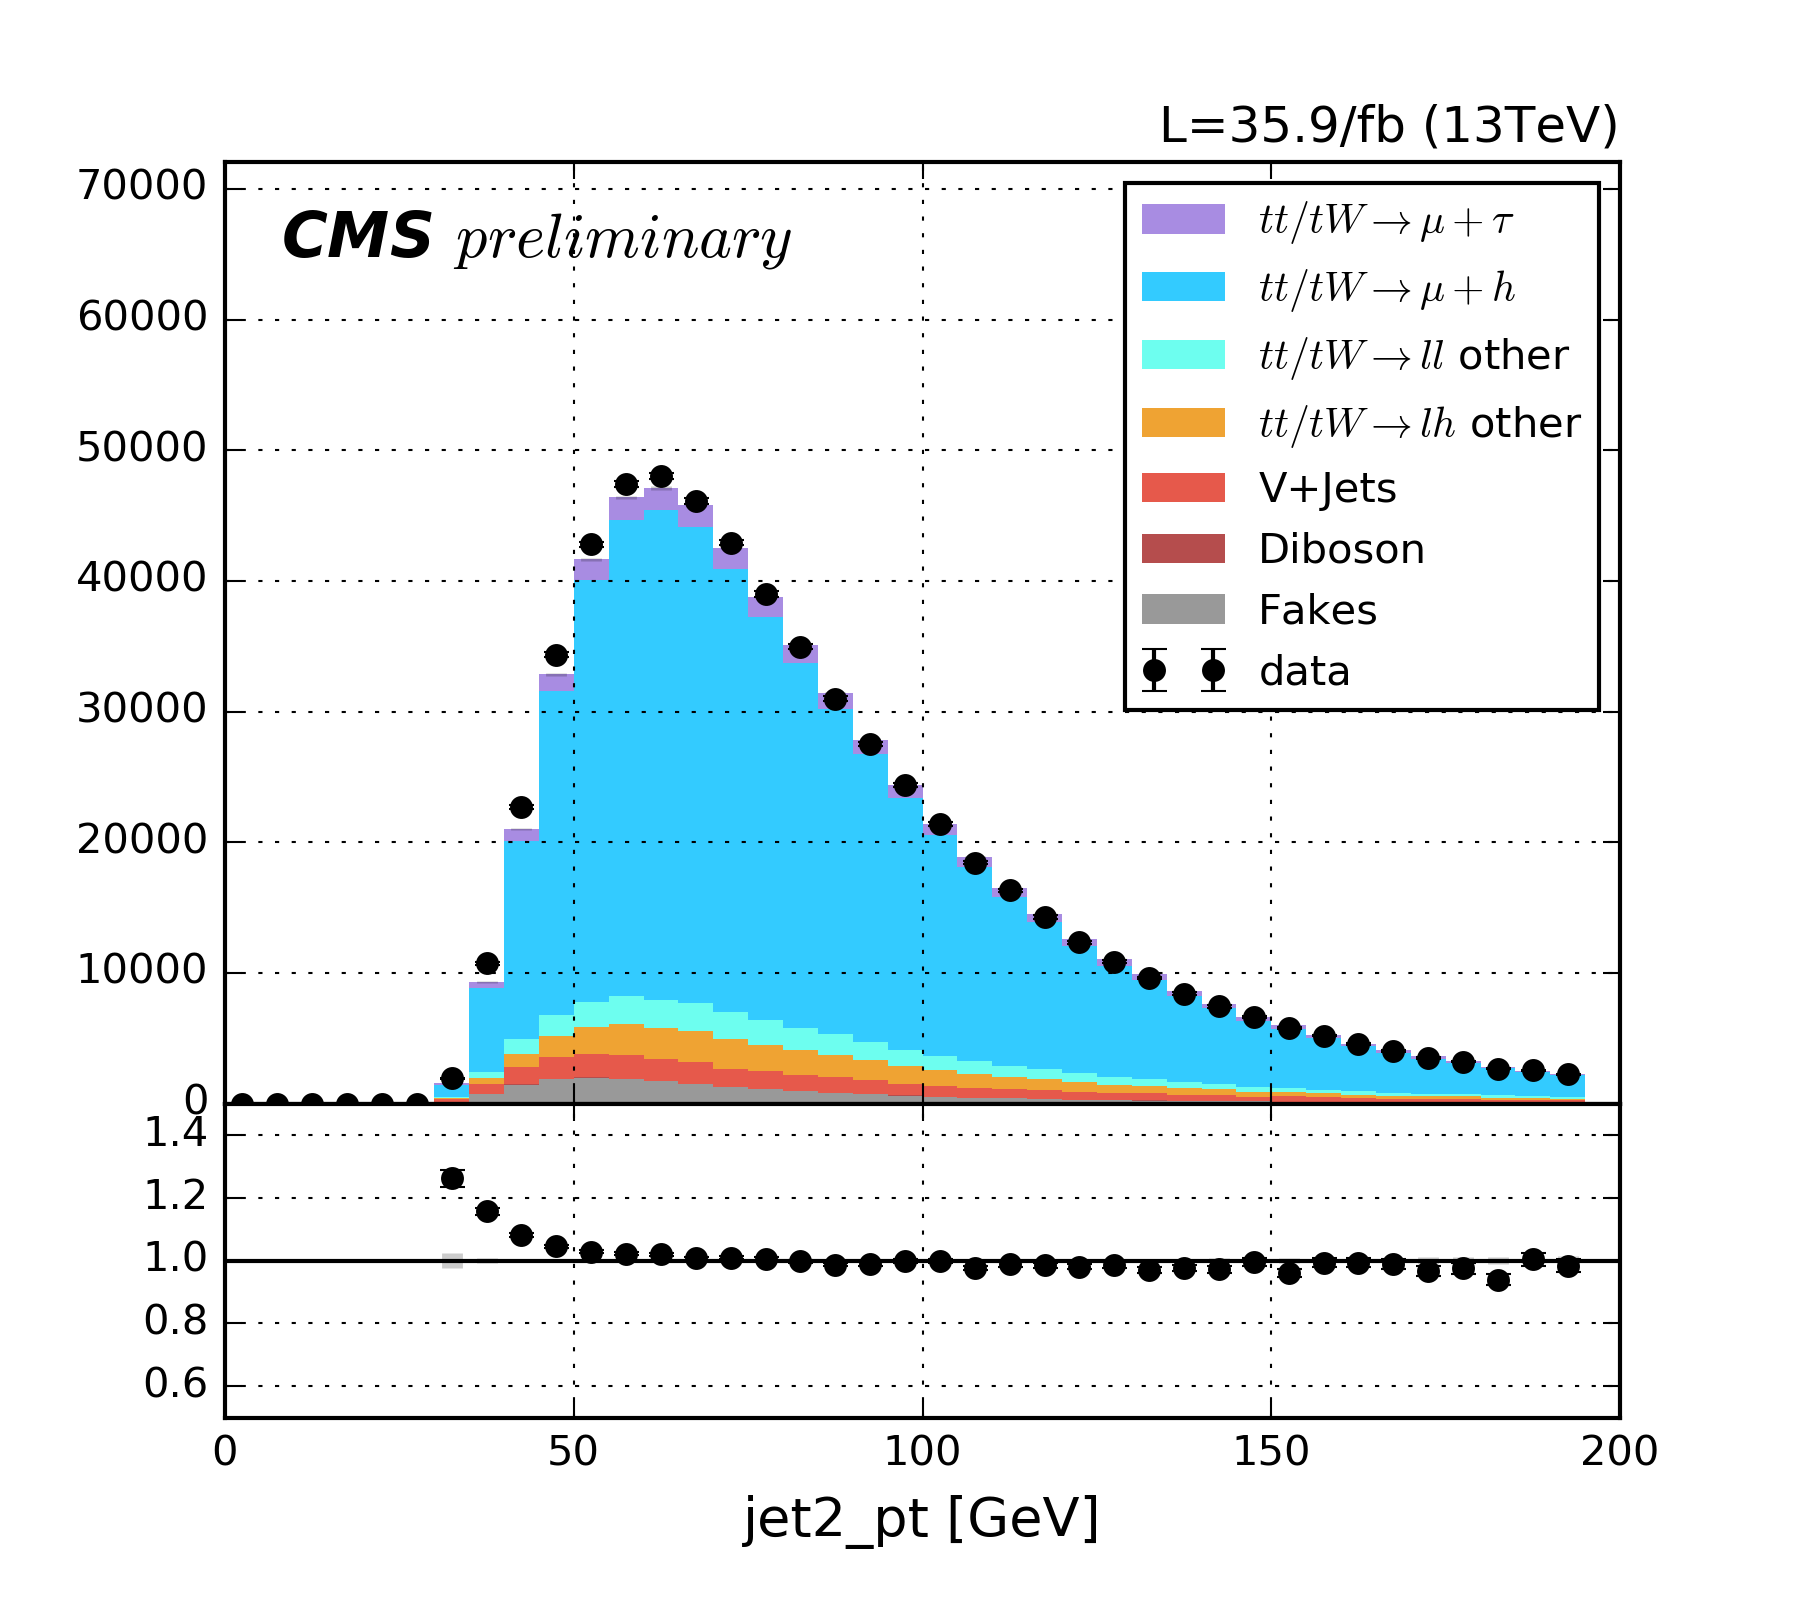 L=35.9/fb (13TeV)
CMS preliminary
70000
60000
50000
40000
30000
20000
10000
0
tt/tW→μ+τ
tt/tW→μ+h
tt/tW→ll other
tt/tW→lh other
V+Jets
Diboson
Fakes
data
1.4
1.2
1.0
0.8
0.6
0 50 100 150 200
jet2_pt [GeV]